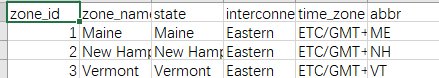 zone_id zone_name state interconne time_zone abbr
1 Maine Maine Eastern ETC/GMT+ ME
2 New Hamp New Hamp Eastern ETC/GMT+ NH
3 Vermont Vermont Eastern ETC/GMT+ VT